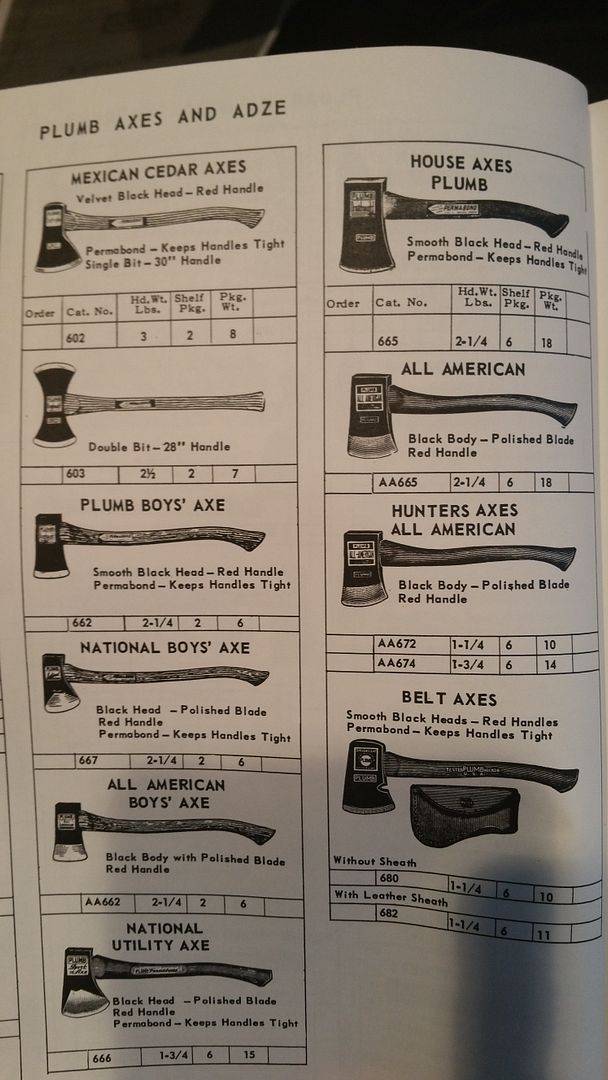 PLUMB AXES AND ADZE
MEXICAN CEDAR AXES
Velvet Black Head – Red Handle
Permabond – Keeps Handles Tight
Single Bit – 30" Handle
Order Cat. No. Hd.Wt. Lbs. Shelf Pkg. Pkg. Wt.
602 3 2 8
Double Bit – 28" Handle
603 2½ 2 7
PLUMB BOYS' AXE
Smooth Black Head – Red Handle
Permabond – Keeps Handles Tight
662 2-1/4 2 6
NATIONAL BOYS' AXE
Black Head – Polished Blade
Red Handle
Permabond – Keeps Handles Tight
667 2-1/4 2 6
ALL AMERICAN
BOYS' AXE
Black Body with Polished Blade
Red Handle
AA662 2-1/4 2 6
NATIONAL
UTILITY AXE
PLUMB
Black Head – Polished Blade
Red Handle
Permabond – Keeps Handles Tight
666 1-3/4 6 15
HOUSE AXES
PLUMB
PERMABOND
PLUMB
Smooth Black Head – Red Handle
Permabond – Keeps Handles Tight
Order Cat. No. Hd.Wt. Lbs. Shelf Pkg. Pkg. Wt.
665 2-1/4 6 18
ALL AMERICAN
Black Body – Polished Blade
Red Handle
AA665 2-1/4 6 18
HUNTERS AXES
ALL AMERICAN
ALL-AMERICAN
Black Body – Polished Blade
Red Handle
AA672 1-1/4 6 10
AA674 1-3/4 6 14
BELT AXES
Smooth Black Heads – Red Handles
Permabond – Keeps Handles Tight
PLUMB
PLUMB
U.S.A.
Without Sheath
680 1-1/4 6 10
With Leather Sheath
682 1-1/4 6 11